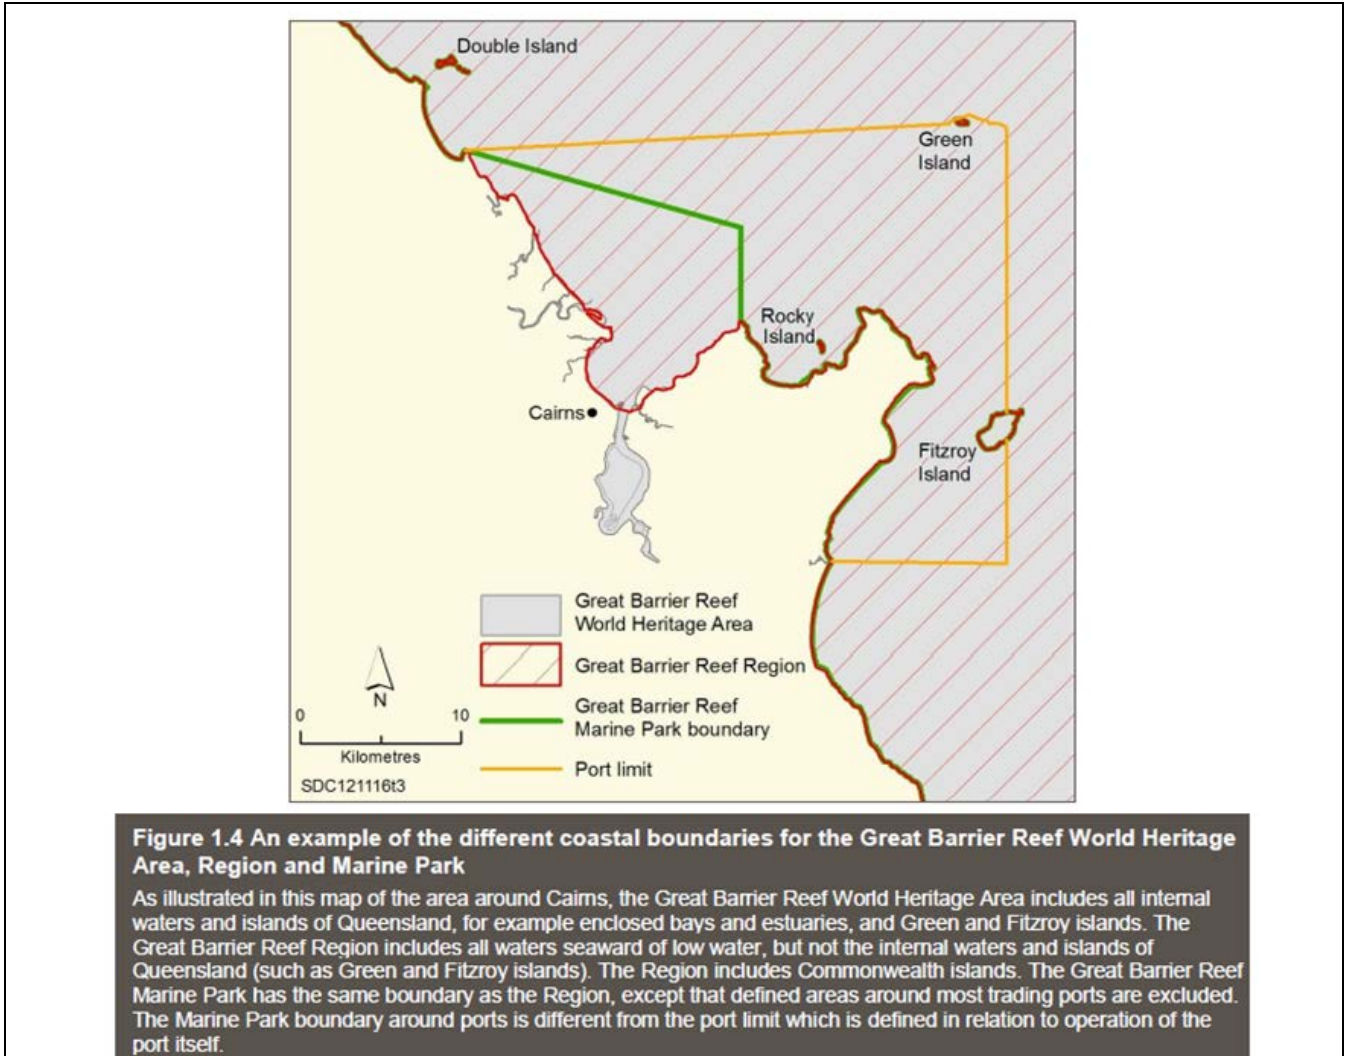 Double Island
Green
Island
Rocky
Island
Cairns
Fitzroy
Island
Great Barrier Reef
World Heritage Area
Great Barrier Reef Region
Great Barrier Reef
Marine Park boundary
Port limit
N
0 10
Kilometres
SDC121116t3
Figure 1.4 An example of the different coastal boundaries for the Great Barrier Reef World Heritage
Area, Region and Marine Park
As illustrated in this map of the area around Cairns, the Great Barrier Reef World Heritage Area includes all internal
waters and islands of Queensland, for example enclosed bays and estuaries, and Green and Fitzroy islands. The
Great Barrier Reef Region includes all waters seaward of low water, but not the internal waters and islands of
Queensland (such as Green and Fitzroy islands). The Region includes Commonwealth islands. The Great Barrier Reef
Marine Park has the same boundary as the Region, except that defined areas around most trading ports are excluded.
The Marine Park boundary around ports is different from the port limit which is defined in relation to operation of the
port itself.